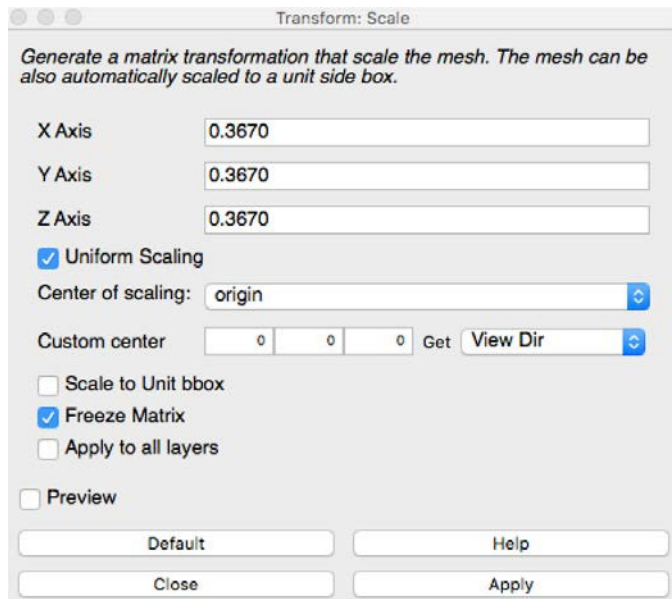 Transform: Scale
Generate a matrix transformation that scale the mesh. The mesh can be
also automatically scaled to a unit side box.
X Axis 0.3670
Y Axis 0.3670
Z Axis 0.3670
Uniform Scaling
Center of scaling: origin
Custom center 0 0 0 Get View Dir
Scale to Unit bbox
Freeze Matrix
Apply to all layers
Preview
Default Help
Close Apply